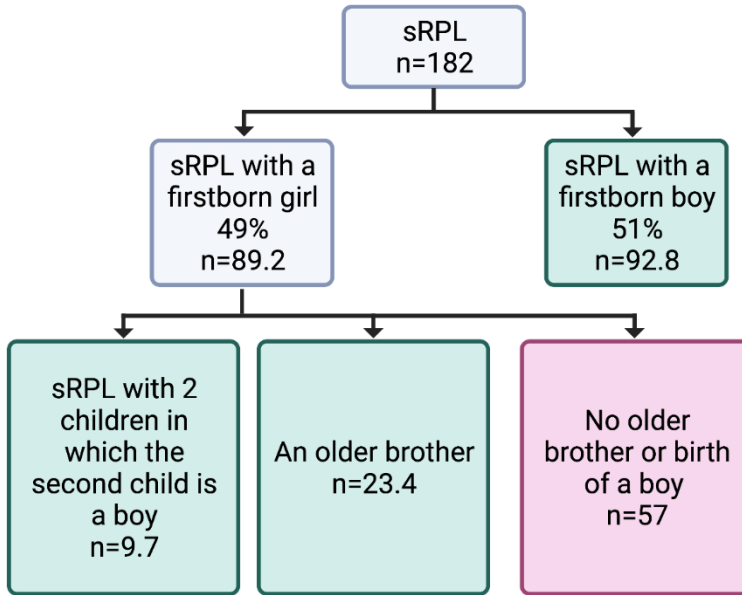 sRPL
n=182
sRPL with a
firstborn girl
49%
n=89.2
sRPL with a
firstborn boy
51%
n=92.8
sRPL with 2
children in
which the
second child is
a boy
n=9.7
An older brother
n=23.4
No older
brother or birth
of a boy
n=57